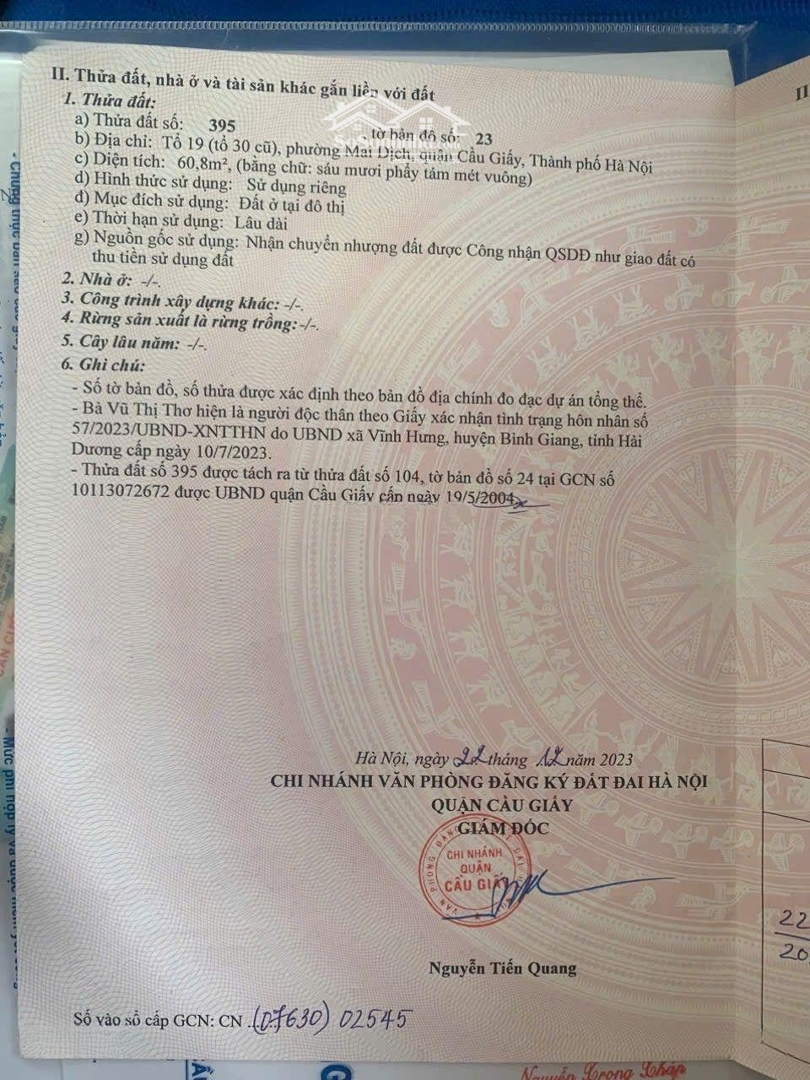 II. Thửa đất, nhà ở và tài sản khác gắn liền với đất
1. Thửa đất:
a) Thửa đất số: 395 , tờ bản đồ số: 23
b) Địa chỉ: Tổ 19 (tổ 30 cũ), phường Mai Dịch, quận Cầu Giấy, Thành phố Hà Nội
c) Diện tích: 60,8m², (bằng chữ: sáu mươi phẩy tám mét vuông)
d) Hình thức sử dụng: Sử dụng riêng
đ) Mục đích sử dụng: Đất ở tại đô thị
e) Thời hạn sử dụng: Lâu dài
g) Nguồn gốc sử dụng: Nhận chuyển nhượng đất được Công nhận QSDĐ như giao đất có
thu tiền sử dụng đất
2. Nhà ở: -/-.
3. Công trình xây dựng khác: -/-.
4. Rừng sản xuất là rừng trồng:-/-.
5. Cây lâu năm: -/-.
6. Ghi chú:
- Số tờ bản đồ, số thửa được xác định theo bản đồ địa chính đo đạc dự án tổng thể.
- Bà Vũ Thị Thơ hiện là người độc thân theo Giấy xác nhận tình trạng hôn nhân số
57/2023/UBND-XNTTHN do UBND xã Vĩnh Hưng, huyện Bình Giang, tỉnh Hải
Dương cấp ngày 10/7/2023.
- Thửa đất số 395 được tách ra từ thửa đất số 104, tờ bản đồ số 24 tại GCN số
10113072672 được UBND quận Cầu Giấy cấp ngày 19/5/2004
Hà Nội, ngày 22 tháng 12 năm 2023
CHI NHÁNH VĂN PHÒNG ĐĂNG KÝ ĐẤT ĐAI HÀ NỘI
QUẬN CẦU GIẤY
GIÁM ĐỐC
CHI NHÁNH
QUẬN
CẦU GIẤY
Nguyễn Tiến Quang
Số vào sổ cấp GCN: CN (07630) 02545
II
22
20
Nguyễn Trọng Pháp